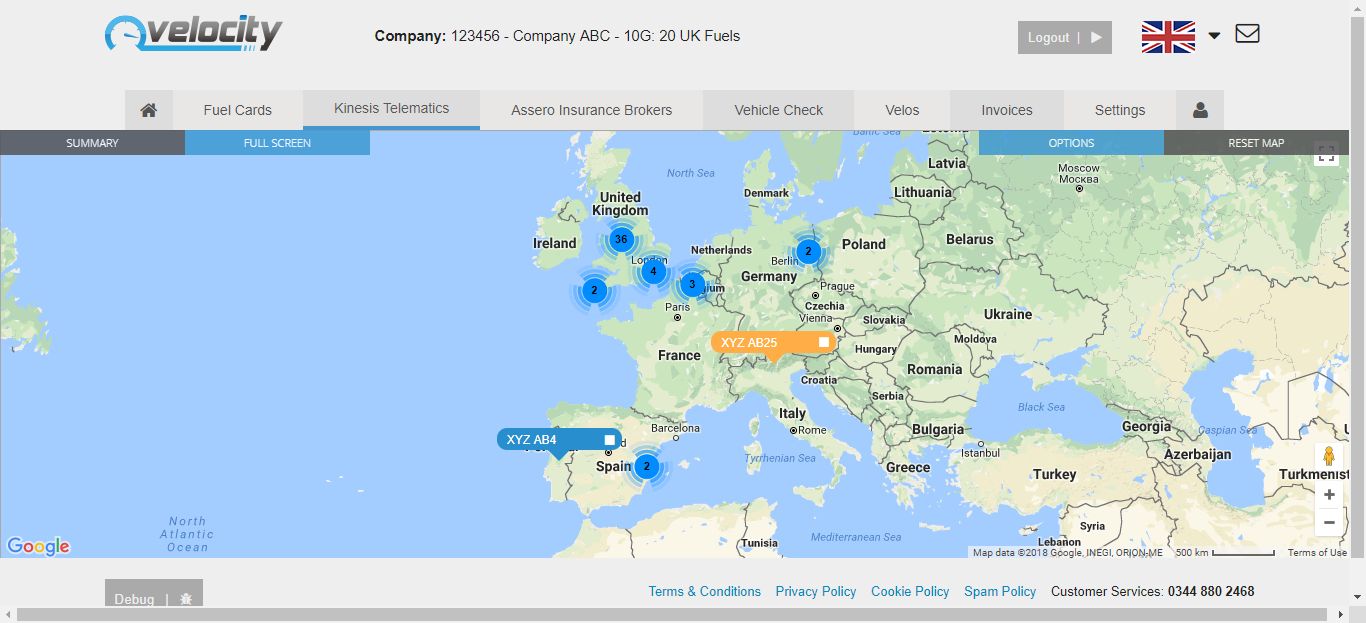 velocity
Company: 123456 - Company ABC - 10G: 20 UK Fuels
Logout |
Fuel Cards
Kinesis Telematics
Assero Insurance Brokers
Vehicle Check
Velos
Invoices
Settings
SUMMARY
FULL SCREEN
OPTIONS
RESET MAP
Baltic Sea
Latvia
Moscow
Москва
North Sea
Denmark
Lithuania
United
Kingdom
Ireland
36
Netherlands
Poland
Belarus
London
4
Berlin
2
Germany
2
3
Prague
Paris
Czechia
Vienna
Slovakia
Ukraine
XYZ AB25
Moldova
France
Hungary
Romania
Croatia
Serbia
Black Sea
Italy
Rome
Barcelona
Bulgaria
Georgia
Caspian Sea
XYZ AB4
Istanbul
Azerbaijan
Tyrrhenian Sea
Spain
2
Greece
Turkey
Turkmenist
+
North
Atlantic
Ocean
Syria
Mediterranean Sea
Tunisia
Lebanon
Google
Map data ©2018 Google, INEGI, ORION-ME
500 km
Terms of Use
Debug |
Terms & Conditions
Privacy Policy
Cookie Policy
Spam Policy
Customer Services: 0344 880 2468